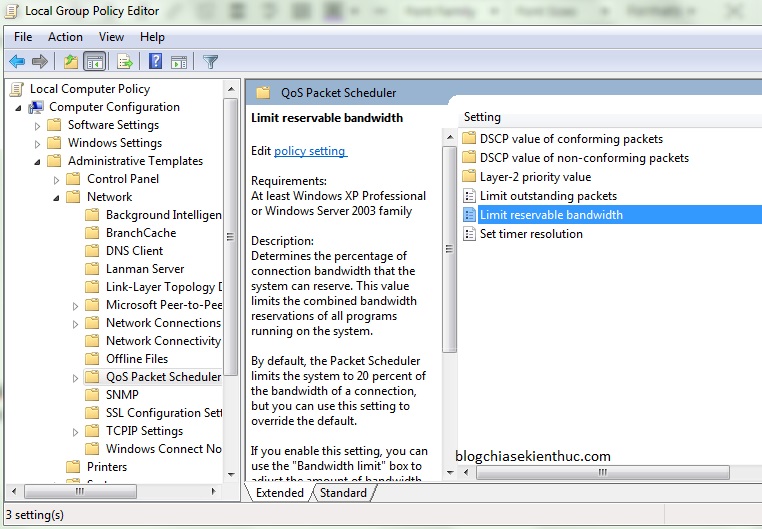 Local Group Policy Editor
File Action View Help
Local Computer Policy
Computer Configuration
Software Settings
Windows Settings
Administrative Templates
Control Panel
Network
Background Intelligen
BranchCache
DNS Client
Lanman Server
Link-Layer Topology D
Microsoft Peer-to-Pee
Network Connections
Network Connectivity
Offline Files
QoS Packet Scheduler
SNMP
SSL Configuration Sett
TCPIP Settings
Windows Connect No
Printers
QoS Packet Scheduler
Limit reservable bandwidth
Edit policy setting
Requirements:
At least Windows XP Professional
or Windows Server 2003 family
Description:
Determines the percentage of
connection bandwidth that the
system can reserve. This value
limits the combined bandwidth
reservations of all programs
running on the system.
By default, the Packet Scheduler
limits the system to 20 percent of
the bandwidth of a connection,
but you can use this setting to
override the default.
If you enable this setting, you can
use the "Bandwidth limit" box to
adjust the amount of bandwidth
Setting
DSCP value of conforming packets
DSCP value of non-conforming packets
Layer-2 priority value
Limit outstanding packets
Limit reservable bandwidth
Set timer resolution
blogchiasekienthuc.com
Extended Standard
3 setting(s)